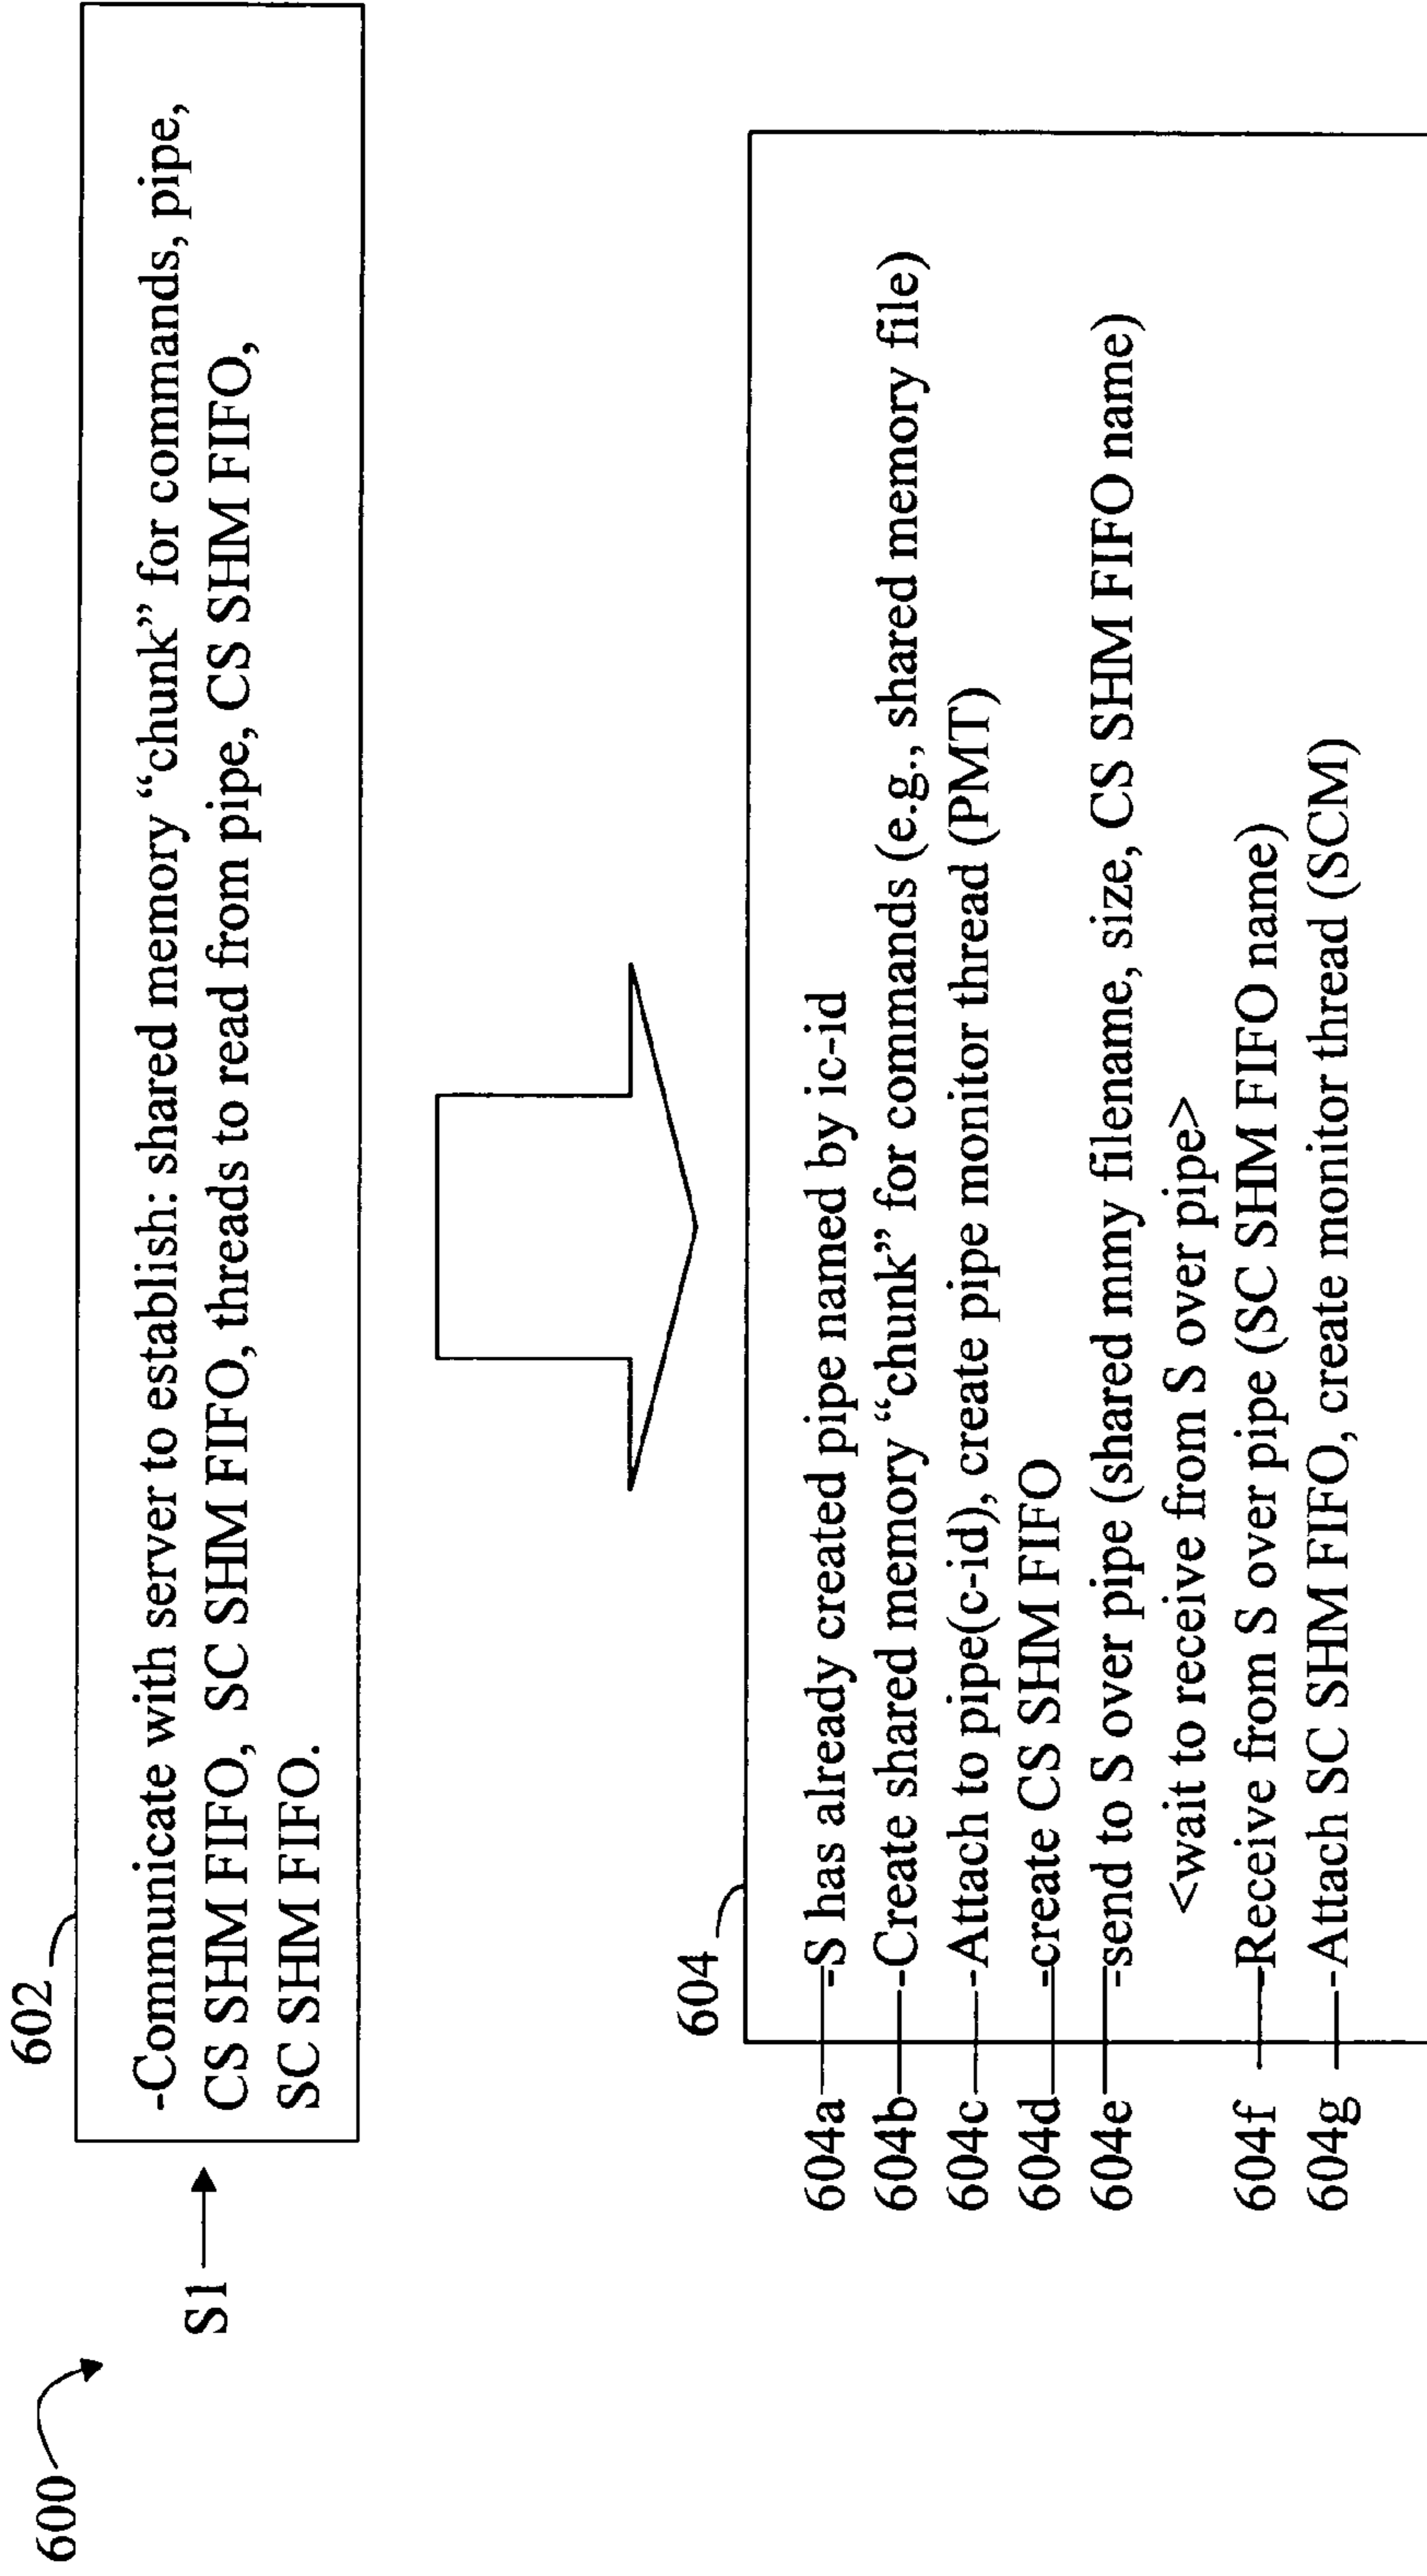 600
S1
602
-Communicate with server to establish: shared memory “chunk” for commands, pipe,
CS SHM FIFO, SC SHM FIFO, threads to read from pipe, CS SHM FIFO,
SC SHM FIFO.
604
604a -S has already created pipe named by ic-id
604b -Create shared memory “chunk” for commands (e.g., shared memory file)
604c -Attach to pipe(c-id), create pipe monitor thread (PMT)
604d -create CS SHM FIFO
604e -send to S over pipe (shared mmy filename, size, CS SHM FIFO name)
<wait to receive from S over pipe>
604f -Receive from S over pipe (SC SHM FIFO name)
604g -Attach SC SHM FIFO, create monitor thread (SCM)